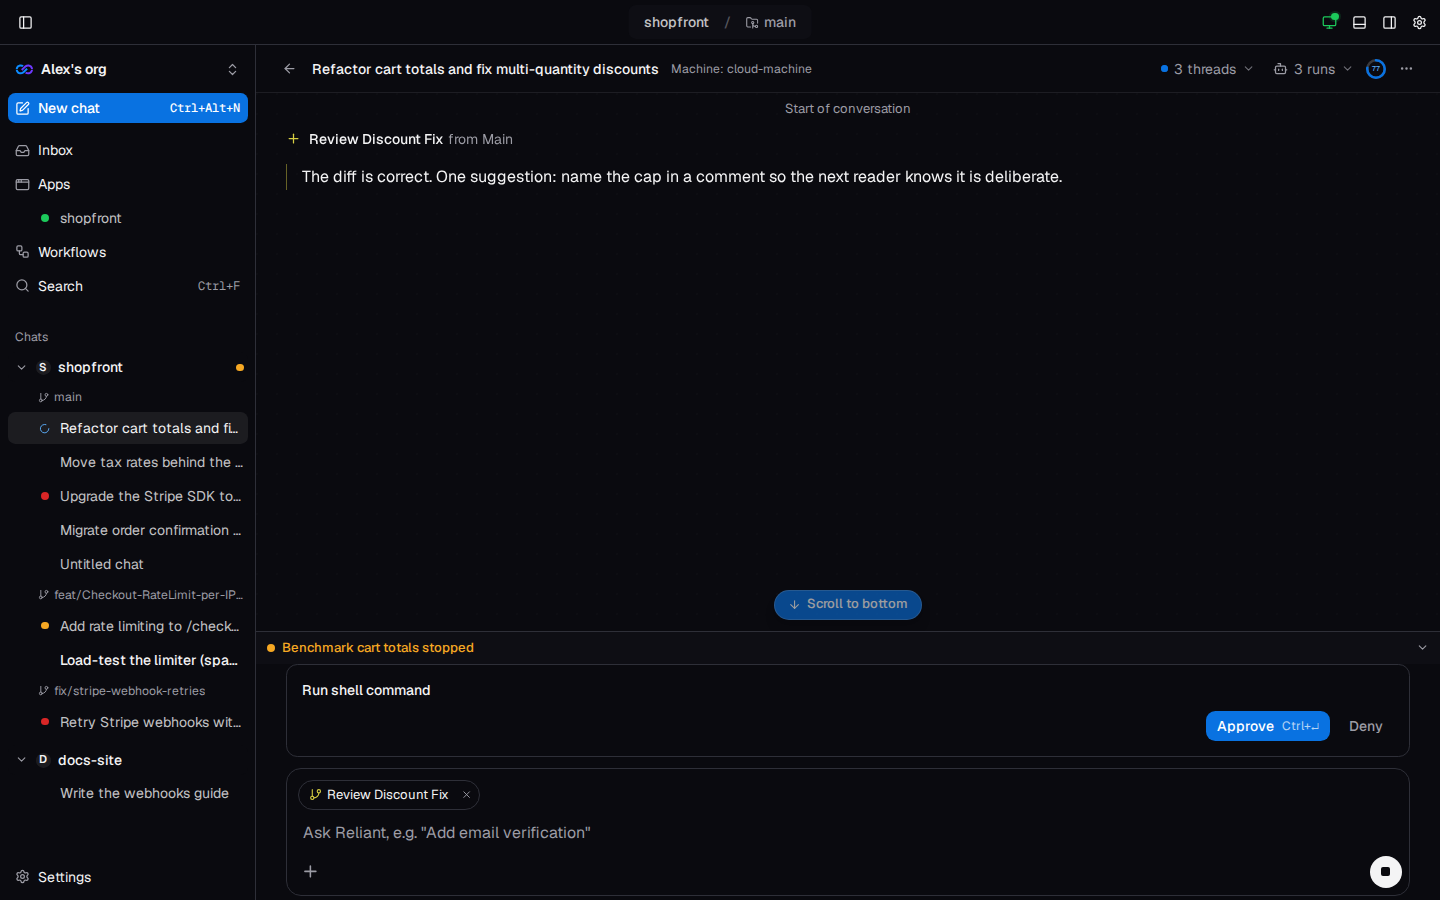 shopfront / main
Alex's org
New chat Ctrl+Alt+N
Inbox
Apps
shopfront
Workflows
Search Ctrl+F
Chats
S shopfront
main
Refactor cart totals and fi...
Move tax rates behind the ...
Upgrade the Stripe SDK to...
Migrate order confirmation ...
Untitled chat
feat/Checkout-RateLimit-per-IP...
Add rate limiting to /check...
Load-test the limiter (spa...
fix/stripe-webhook-retries
Retry Stripe webhooks wit...
D docs-site
Write the webhooks guide
Settings
Refactor cart totals and fix multi-quantity discounts Machine: cloud-machine
3 threads 3 runs 77
Start of conversation
Review Discount Fix from Main
The diff is correct. One suggestion: name the cap in a comment so the next reader knows it is deliberate.
Scroll to bottom
Benchmark cart totals stopped
Run shell command
Approve Ctrl+↵ Deny
Review Discount Fix
Ask Reliant, e.g. "Add email verification"